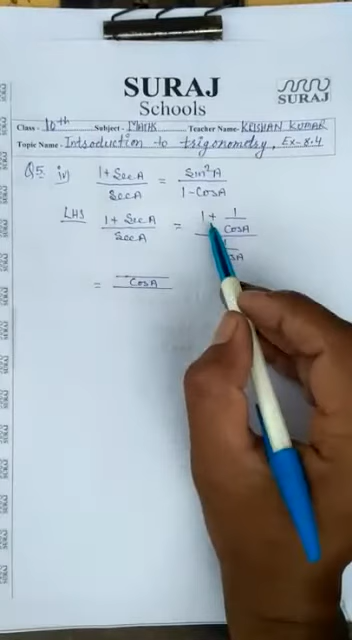 SURAJ
Schools
SURAJ
Class - 10th Subject - Maths Teacher Name - KRISHAN KUMAR
Topic Name - Introduction to trigonometry, Ex-8.4
Q5 iv) (1 + SecA)/SecA = Sin²A/(1 - CosA)
LHS (1 + SecA)/SecA = (1 + 1/CosA)/
= /CosA